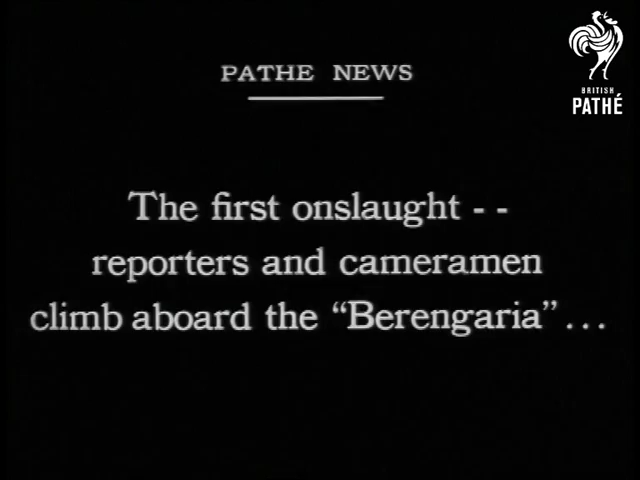 PATHE NEWS
BRITISH
PATHÉ
The first onslaught - -
reporters and cameramen
climb aboard the “Berengaria” . . .